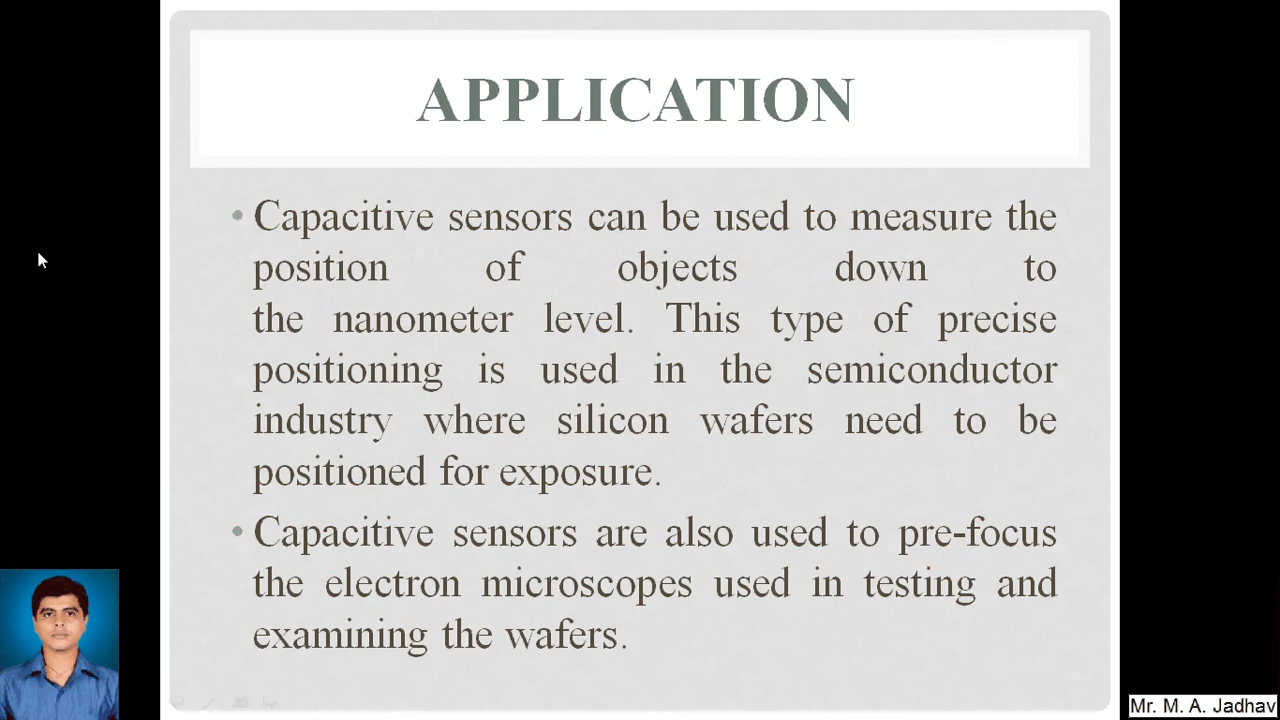 APPLICATION
• Capacitive sensors can be used to measure the
position of objects down to
the nanometer level. This type of precise
positioning is used in the semiconductor
industry where silicon wafers need to be
positioned for exposure.
• Capacitive sensors are also used to pre-focus
the electron microscopes used in testing and
examining the wafers.
Mr. M. A. Jadhav